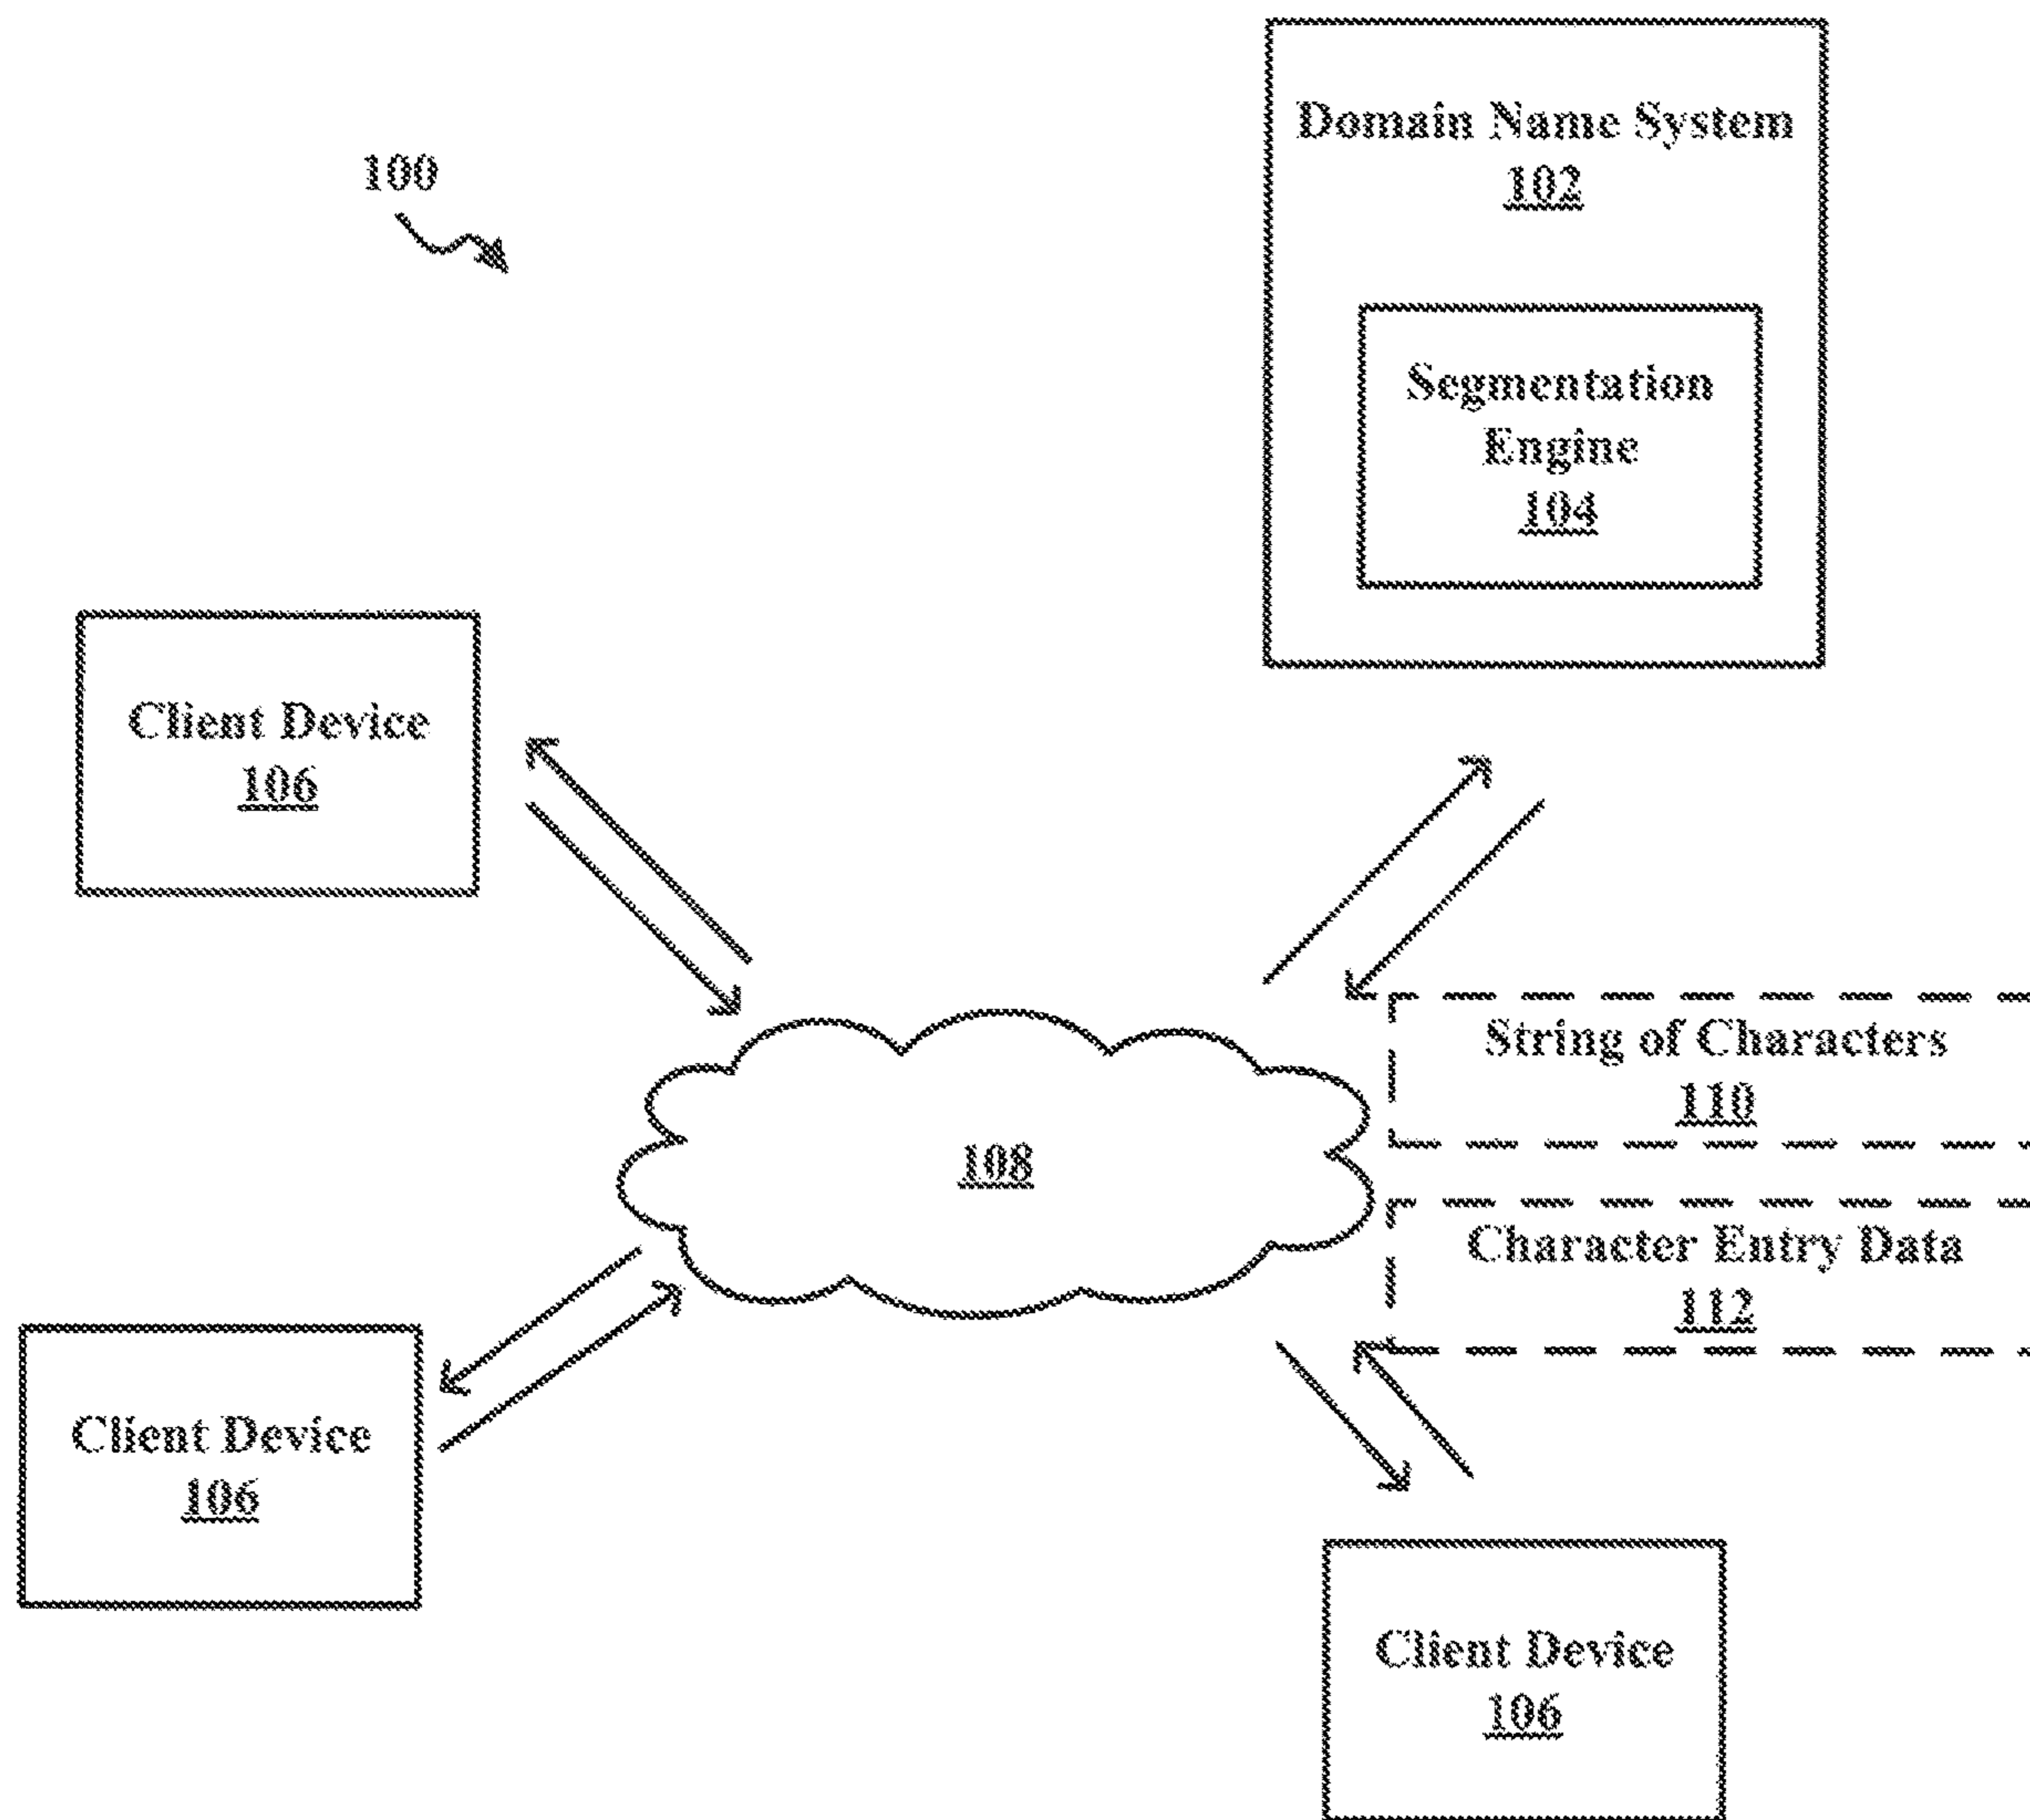 100
Domain Name System
102
Segmentation
Engine
104
Client Device
106
String of Characters
110
108
Character Entry Data
112
Client Device
106
Client Device
106